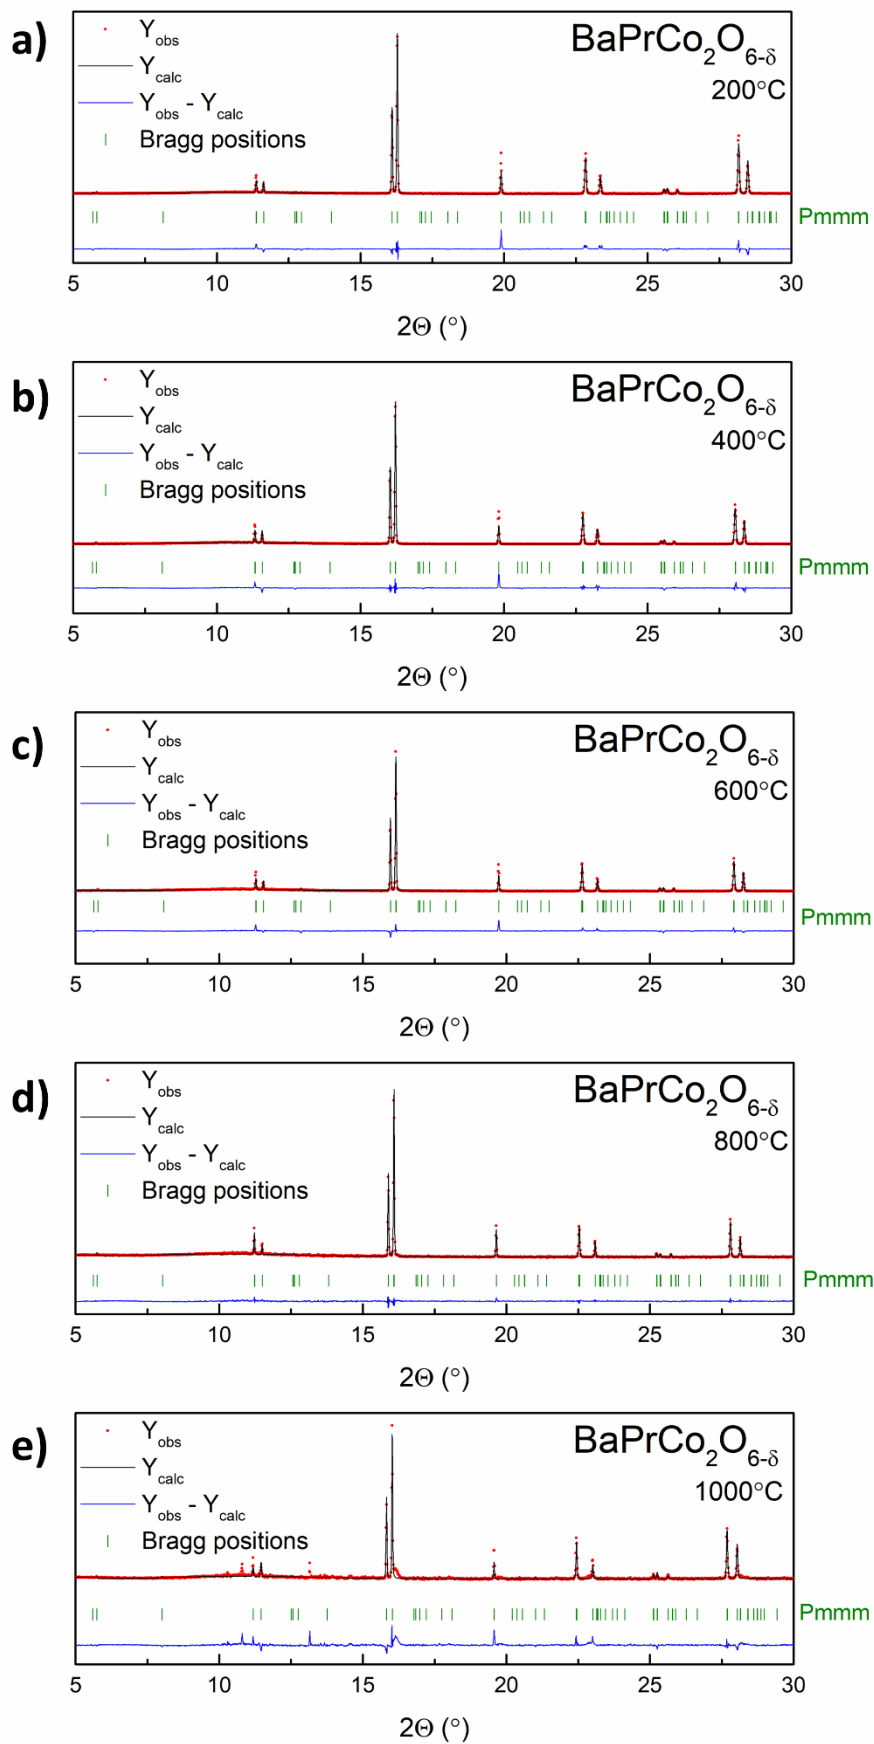 a)
Yobs
Ycalc
Yobs - Ycalc
Bragg positions
BaPrCo2O6-δ
200°C
Pmmm
5 10 15 20 25 30
2Θ (°)
b)
Yobs
Ycalc
Yobs - Ycalc
Bragg positions
BaPrCo2O6-δ
400°C
Pmmm
5 10 15 20 25 30
2Θ (°)
c)
Yobs
Ycalc
Yobs - Ycalc
Bragg positions
BaPrCo2O6-δ
600°C
Pmmm
5 10 15 20 25 30
2Θ (°)
d)
Yobs
Ycalc
Yobs - Ycalc
Bragg positions
BaPrCo2O6-δ
800°C
Pmmm
5 10 15 20 25 30
2Θ (°)
e)
Yobs
Ycalc
Yobs - Ycalc
Bragg positions
BaPrCo2O6-δ
1000°C
Pmmm
5 10 15 20 25 30
2Θ (°)